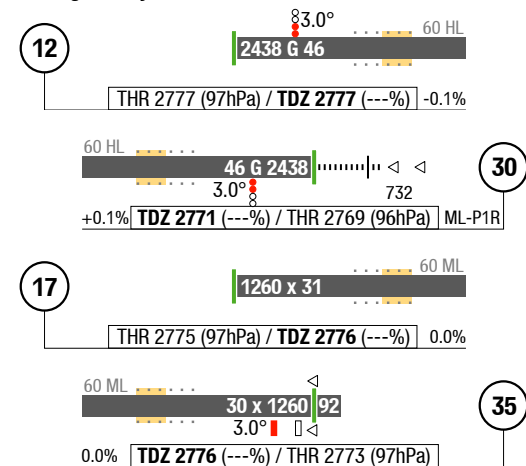 3.0° 60 HL
12 2438 G 46
THR 2777 (97hPa) / TDZ 2777 (---%) -0.1%
60 HL
46 G 2438 30
3.0° 732
+0.1% TDZ 2771 (---%) / THR 2769 (96hPa) ML-P1R
60 ML
17 1260 x 31
THR 2775 (97hPa) / TDZ 2776 (---%) 0.0%
60 ML
30 x 1260 92 35
3.0°
0.0% TDZ 2776 (---%) / THR 2773 (97hPa)